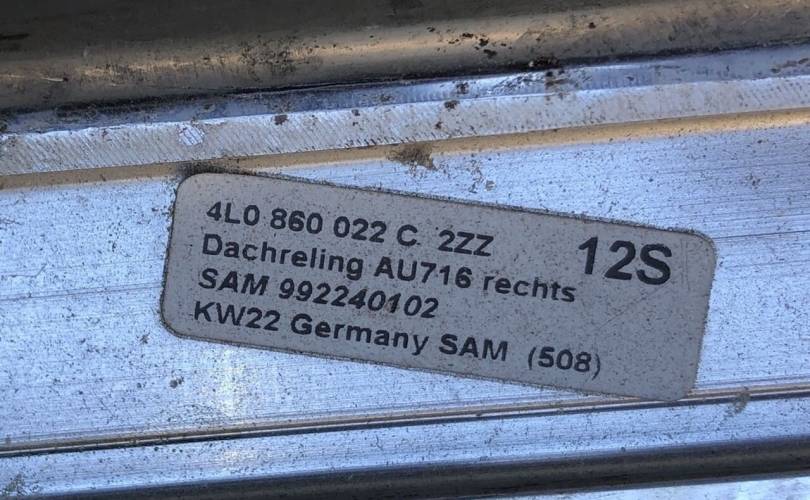 4L0 860 022 C 2ZZ 12S
Dachreling AU716 rechts
SAM 992240102
KW22 Germany SAM (508)